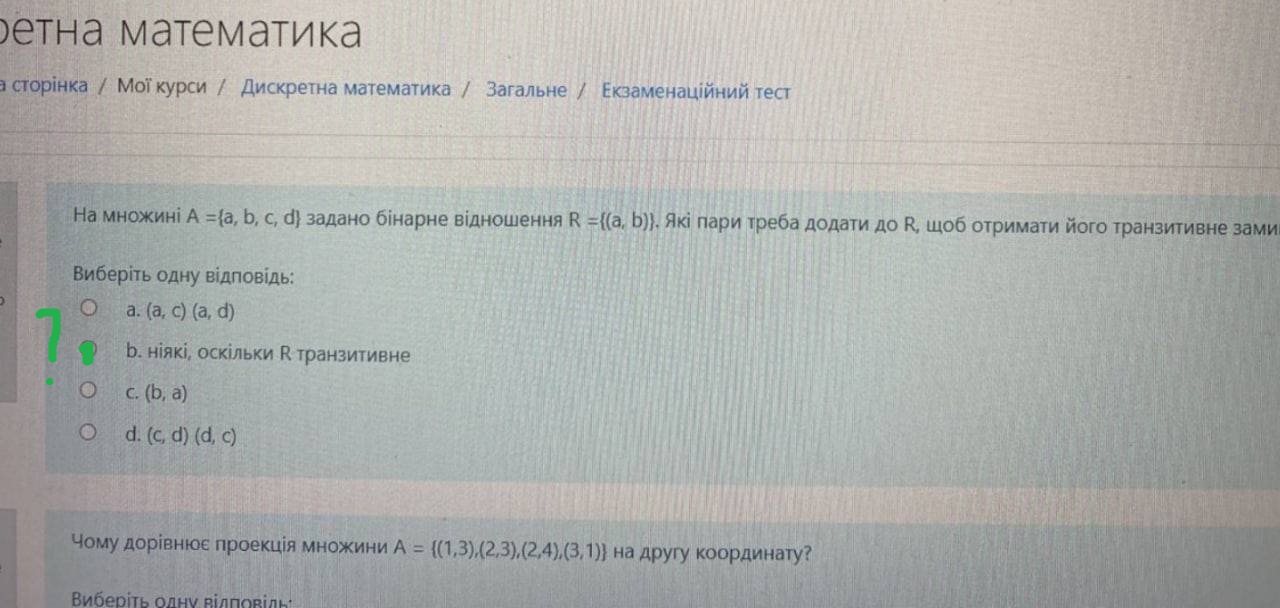 ретна математика
а сторінка / Мої курси / Дискретна математика / Загальне / Екзаменаційний тест
На множині A ={a, b, c, d} задано бінарне відношення R ={(a, b)}. Які пари треба додати до R, щоб отримати його транзитивне зами
Виберіть одну відповідь:
a. (a, c) (a, d)
?
b. ніякі, оскільки R транзитивне
c. (b, a)
d. (c, d) (d, c)
Чому дорівнює проекція множини A = {(1,3),(2,3),(2,4),(3,1)} на другу координату?
Виберіть одну відповідь: